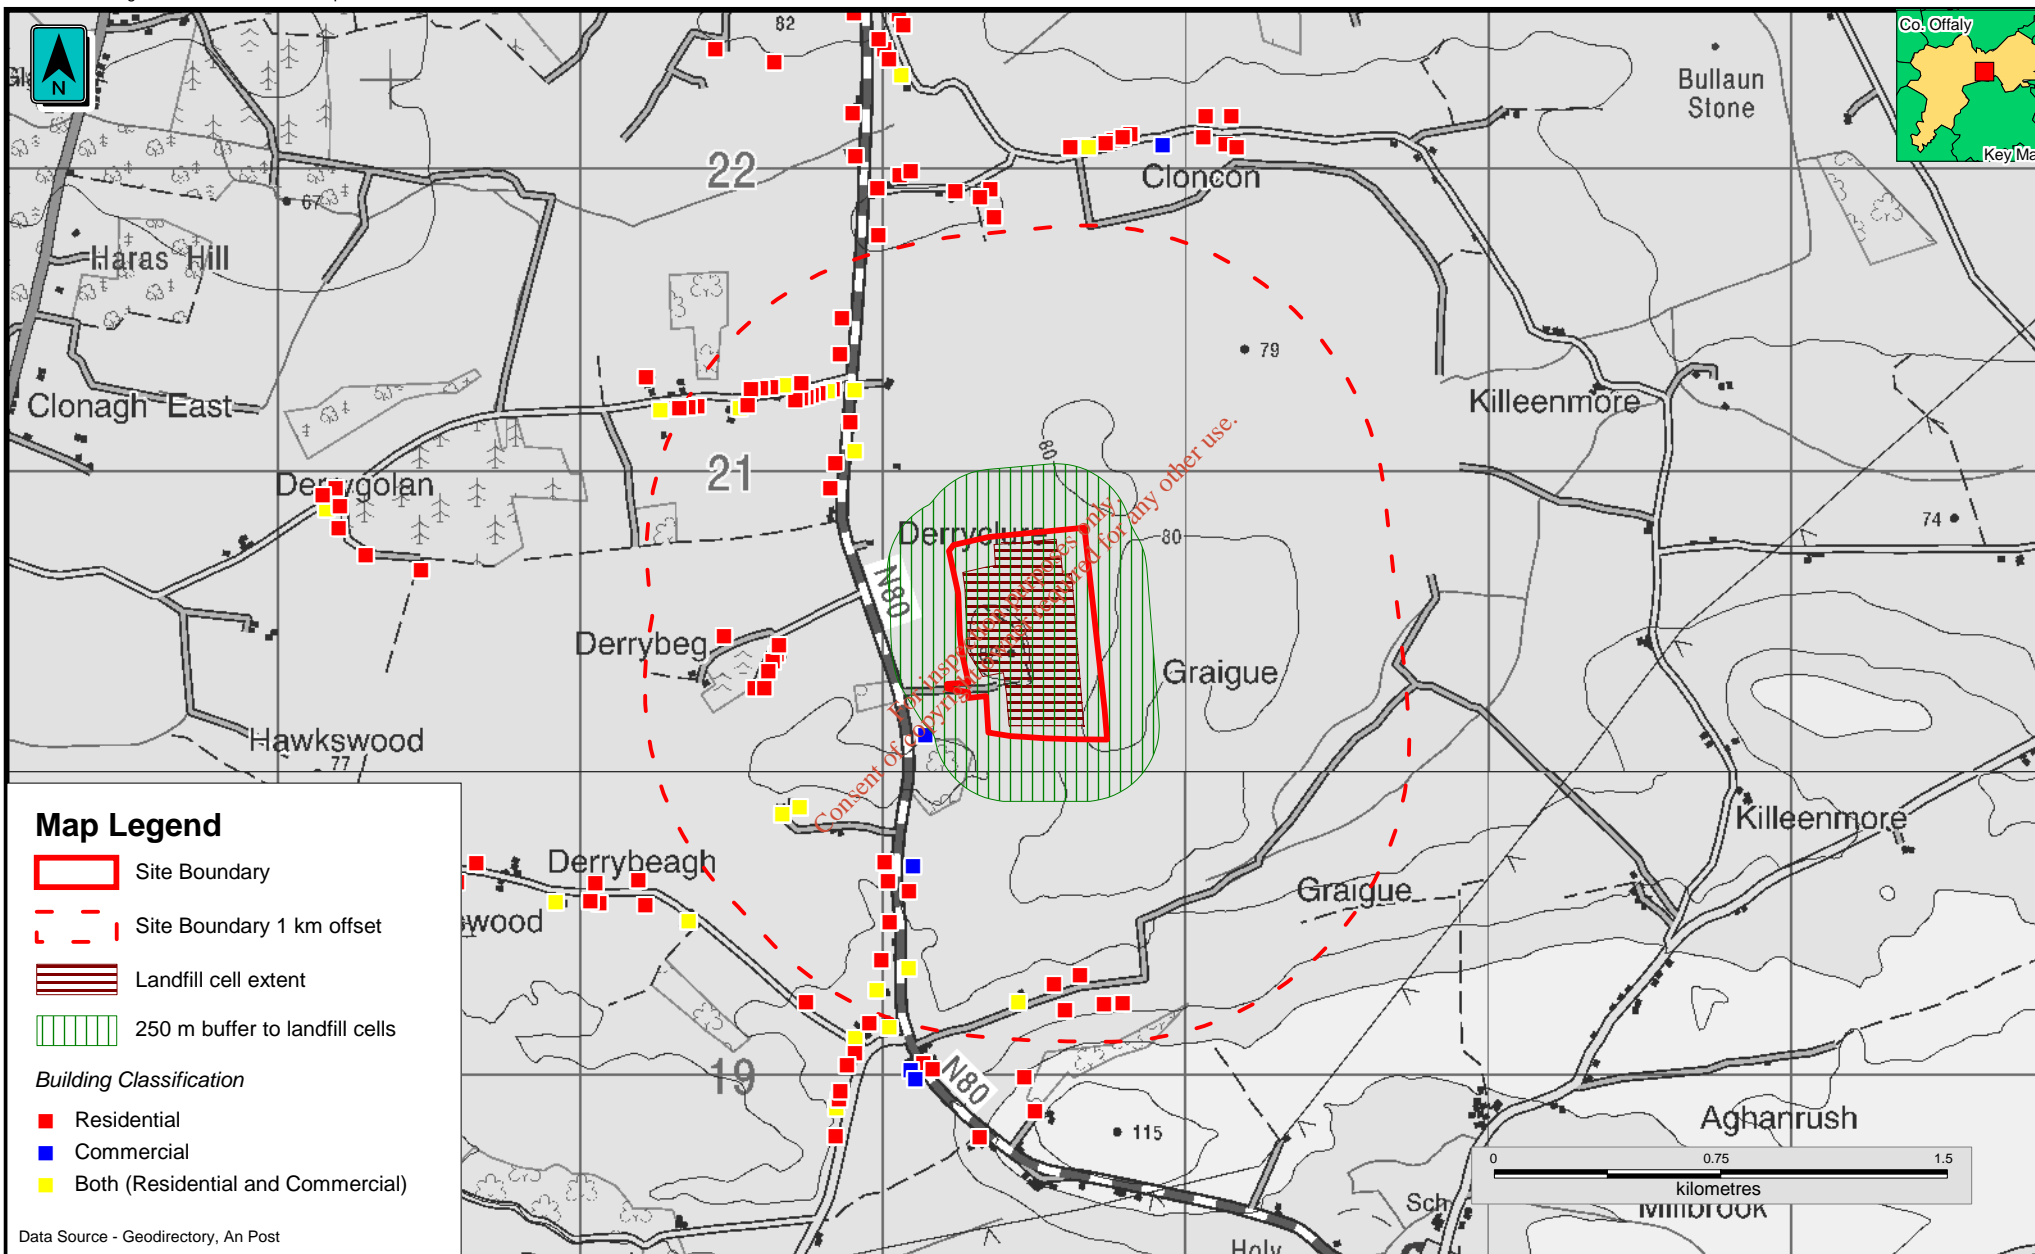 82
Co. Offaly
N
Bullaun
Stone
22
Key Ma
Cloncon
67
Haras Hill
79
Clonagh East
Killeenmore
80
21
Derrygolan
74
Derryclure
80
N80
For inspection purposes only.
Consent of copyright owner required for any other use.
Derrybeg
Graigue
Hawkswood
77
Map Legend
Site Boundary
Site Boundary 1 km offset
Landfill cell extent
250 m buffer to landfill cells
Building Classification
Residential
Commercial
Both (Residential and Commercial)
Data Source - Geodirectory, An Post
Derrybeagh
wood
Killeenmore
Graigue
19
N80
115
Aghanrush
0 0.75 1.5
kilometres
Sch
Millbrook
Holy